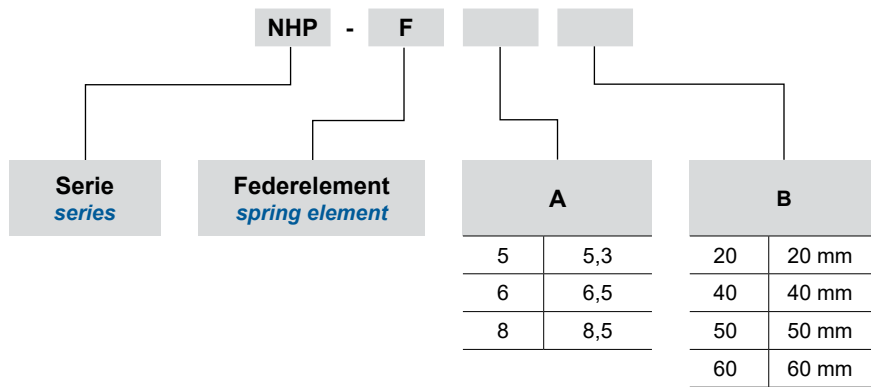 NHP - F
Serie
series
Federelement
spring element
A
5 5,3
6 6,5
8 8,5
B
20 20 mm
40 40 mm
50 50 mm
60 60 mm